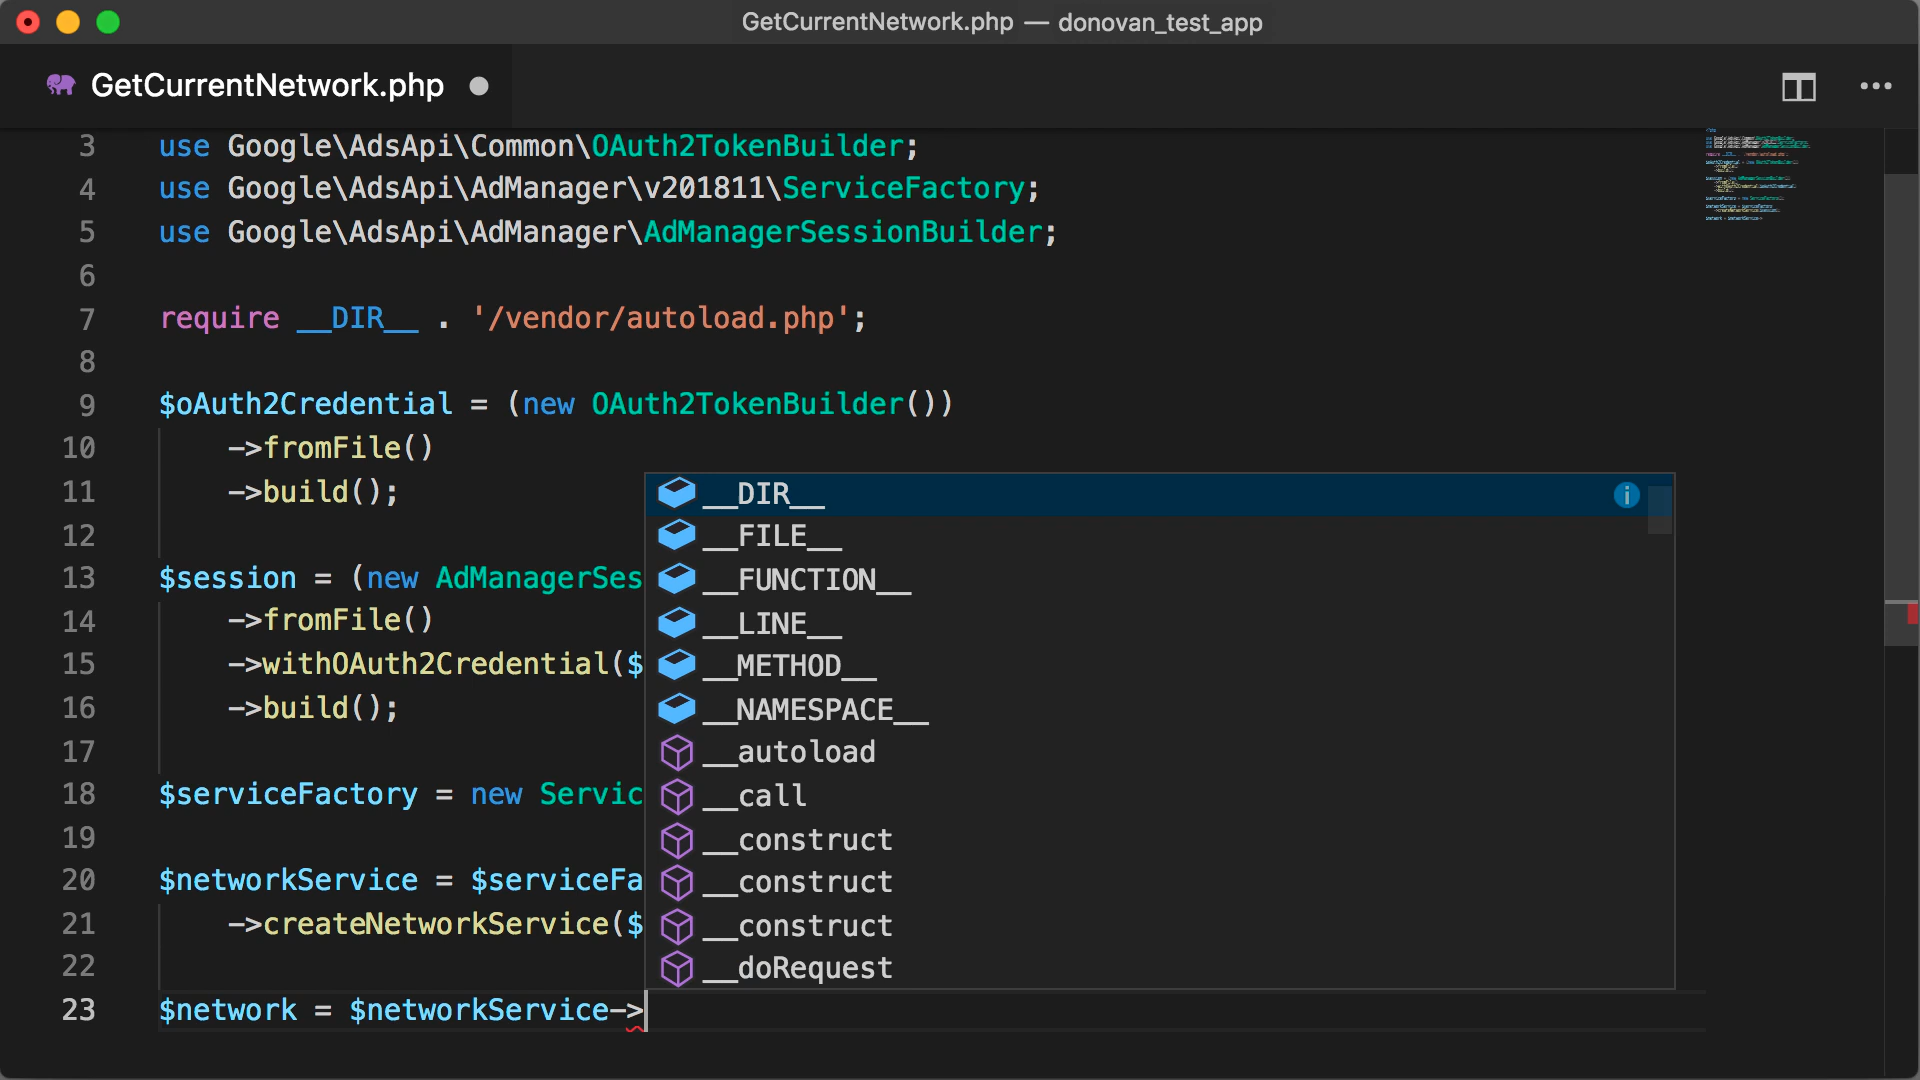 GetCurrentNetwork.php — donovan_test_app
GetCurrentNetwork.php
3 use Google\AdsApi\Common\OAuth2TokenBuilder;
4 use Google\AdsApi\AdManager\v201811\ServiceFactory;
5 use Google\AdsApi\AdManager\AdManagerSessionBuilder;
6
7 require __DIR__ . '/vendor/autoload.php';
8
9 $oAuth2Credential = (new OAuth2TokenBuilder())
10 ->fromFile()
11 ->build();
12
13 $session = (new AdManagerSes
14 ->fromFile()
15 ->withOAuth2Credential($
16 ->build();
17
18 $serviceFactory = new Servic
19
20 $networkService = $serviceFa
21 ->createNetworkService($
22
23 $network = $networkService->
__DIR__
__FILE__
__FUNCTION__
__LINE__
__METHOD__
__NAMESPACE__
__autoload
__call
__construct
__construct
__construct
__doRequest